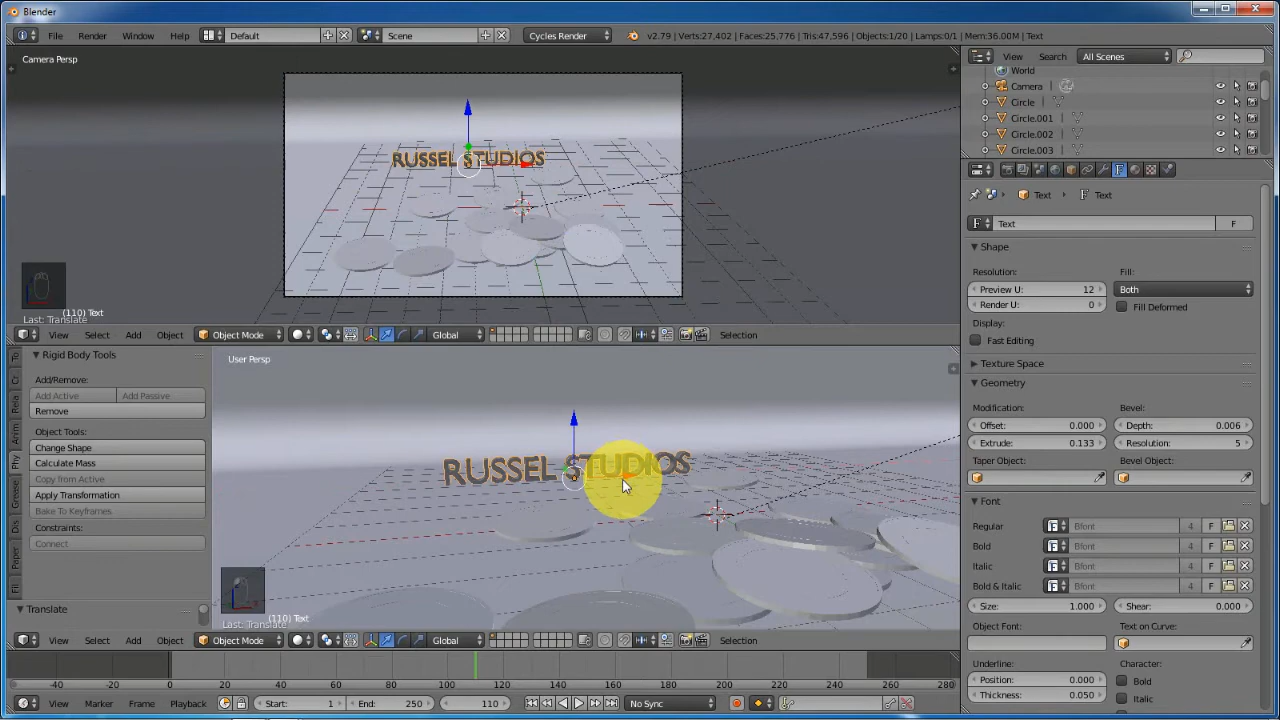 Blender
File Render Window Help Default Scene Cycles Render v2.79 | Verts:27,402 | Faces:25,776 | Tris:47,596 | Objects:1/20 | Lamps:0/1 | Mem:36.00M | Text
Camera Persp
RUSSEL STUDIOS
(110) Text
Last: Translate
View Select Add Object Object Mode Global Selection
Rigid Body Tools
Add/Remove:
Add Active Add Passive
Remove
Object Tools:
Change Shape
Calculate Mass
Copy from Active
Apply Transformation
Bake To Keyframes
Constraints:
Connect
Translate
User Persp
RUSSEL STUDIOS
(110) Text
Last: Translate
View Select Add Object Object Mode Global Selection
-40 -20 0 20 40 60 80 100 120 140 160 180 200 220 240 260 280
View Marker Frame Playback Start: 1 End: 250 110 No Sync
View Search All Scenes
World
Camera
Circle
Circle.001
Circle.002
Circle.003
Text Text
F Text F
Shape
Resolution: Fill:
Preview U: 12 Both
Render U: 0 Fill Deformed
Display:
Fast Editing
Texture Space
Geometry
Modification: Bevel:
Offset: 0.000 Depth: 0.006
Extrude: 0.133 Resolution: 5
Taper Object: Bevel Object:
Font
Regular F Bfont 4 F
Bold F Bfont 4 F
Italic F Bfont 4 F
Bold & Italic F Bfont 4 F
Size: 1.000 Shear: 0.000
Object Font: Text on Curve:
Underline: Character:
Position: 0.000 Bold
Thickness: 0.050 Italic